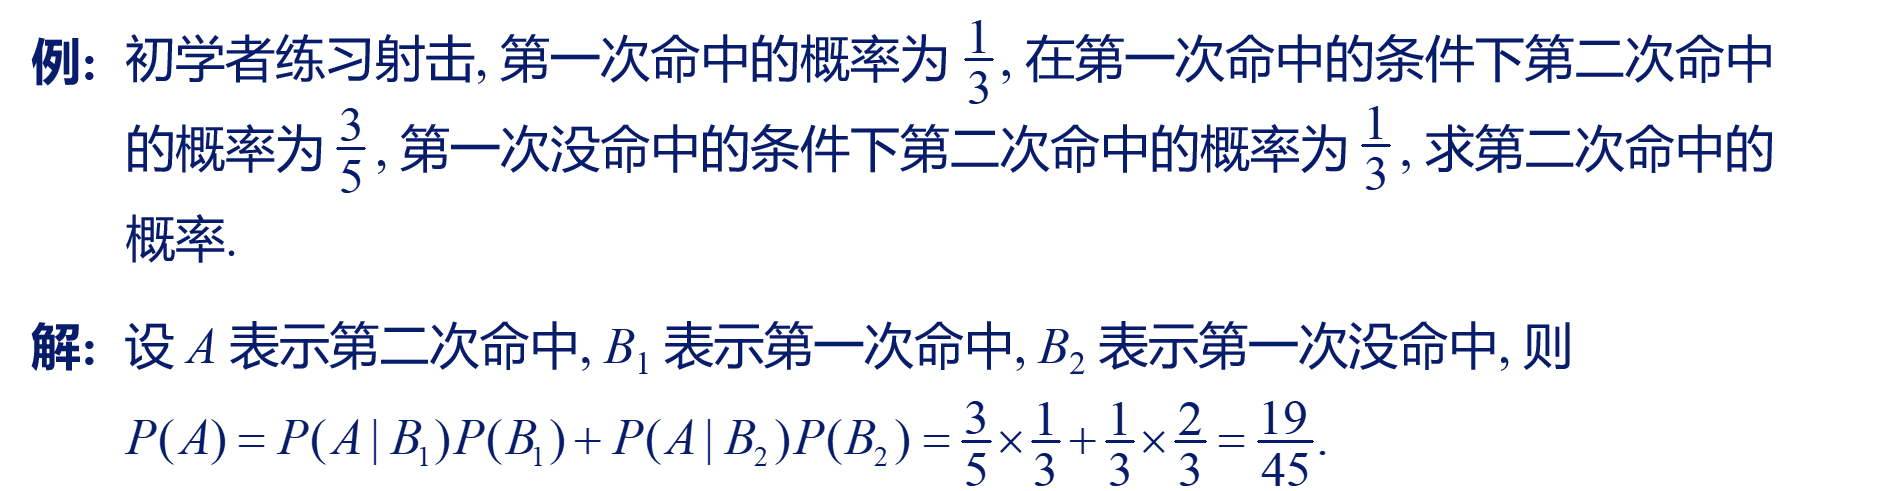 例: 初学者练习射击, 第一次命中的概率为 $\frac{1}{3}$, 在第一次命中的条件下第二次命中
的概率为 $\frac{3}{5}$, 第一次没命中的条件下第二次命中的概率为 $\frac{1}{3}$, 求第二次命中的
概率.
解: 设 A 表示第二次命中, $B_1$ 表示第一次命中, $B_2$ 表示第一次没命中, 则
$P(A) = P(A|B_1)P(B_1) + P(A|B_2)P(B_2) = \frac{3}{5} \times \frac{1}{3} + \frac{1}{3} \times \frac{2}{3} = \frac{19}{45}.$